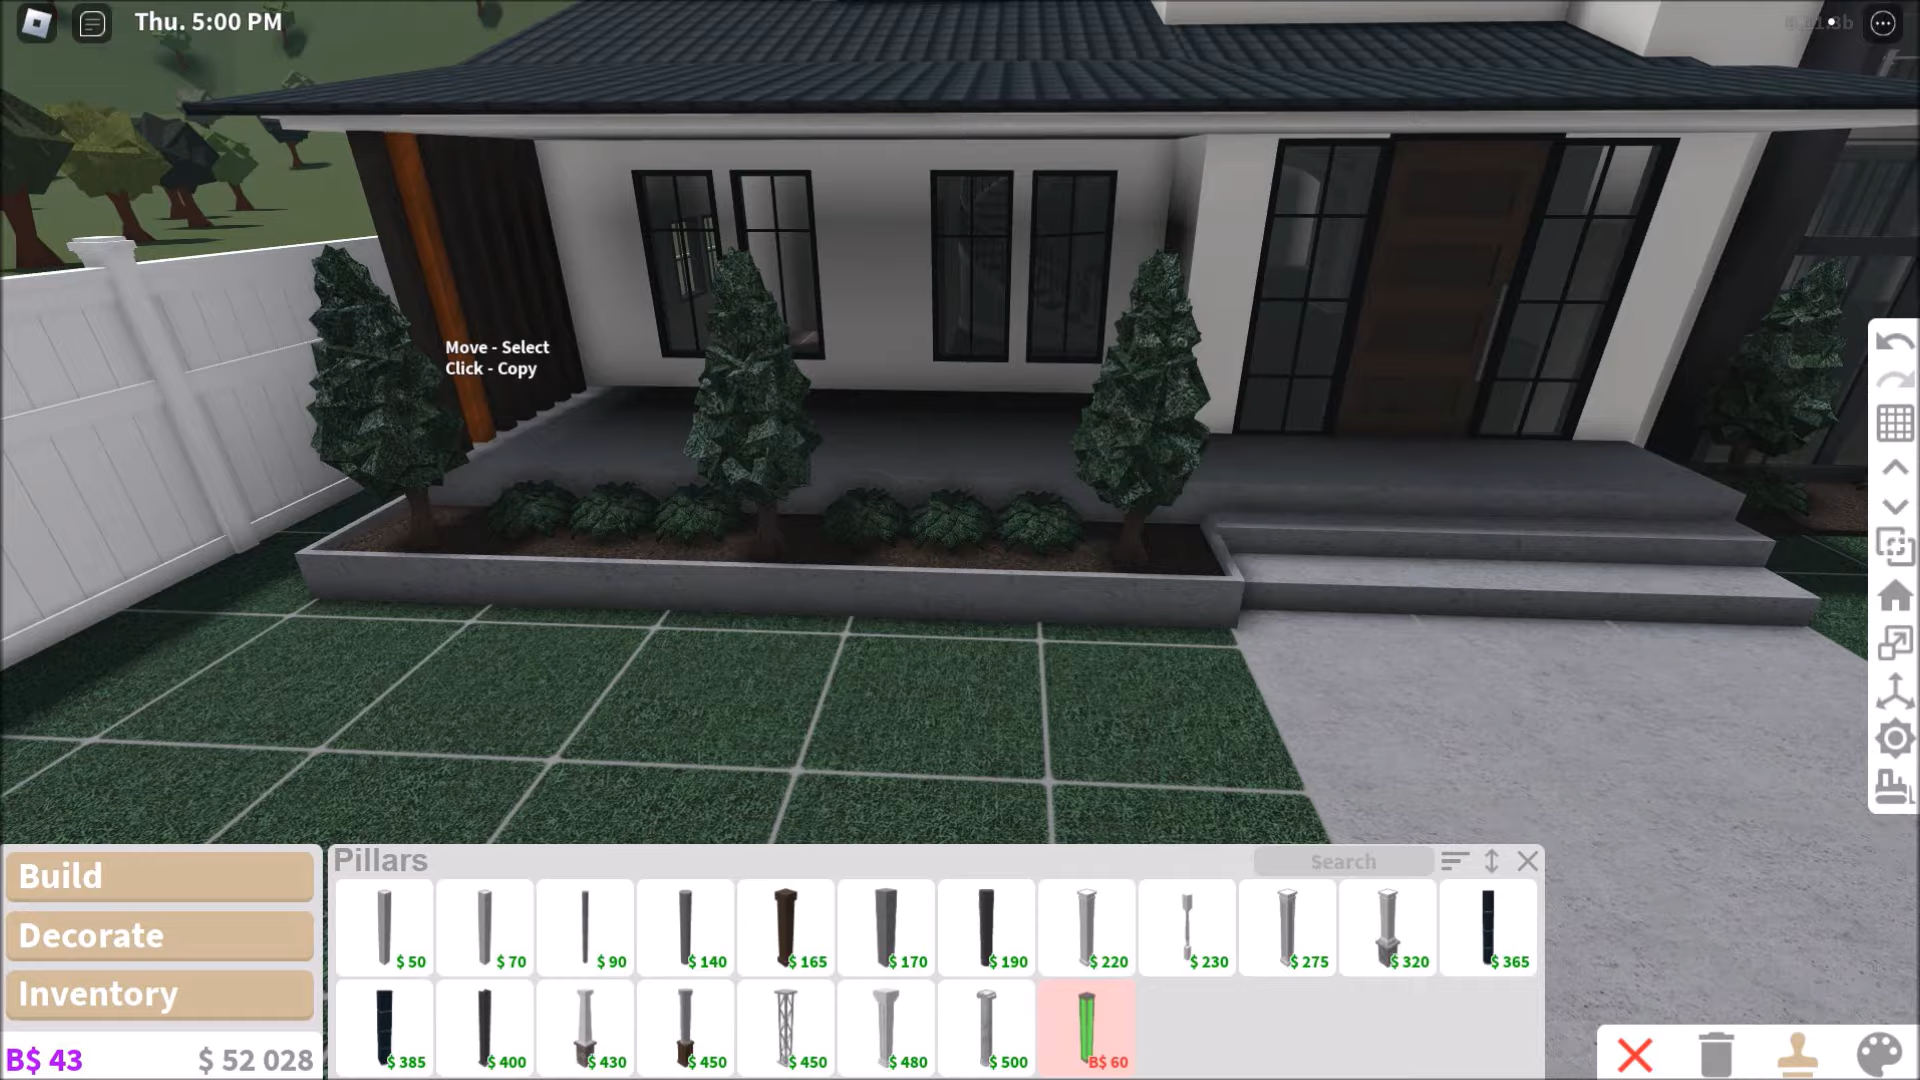 Thu. 5:00 PM
Move - Select
Click - Copy
Build
Decorate
Inventory
B$ 43
$ 52 028
Pillars
Search
$ 50
$ 70
$ 90
$ 140
$ 165
$ 170
$ 190
$ 220
$ 230
$ 275
$ 320
$ 365
$ 385
$ 400
$ 430
$ 450
$ 450
$ 480
$ 500
B$ 60